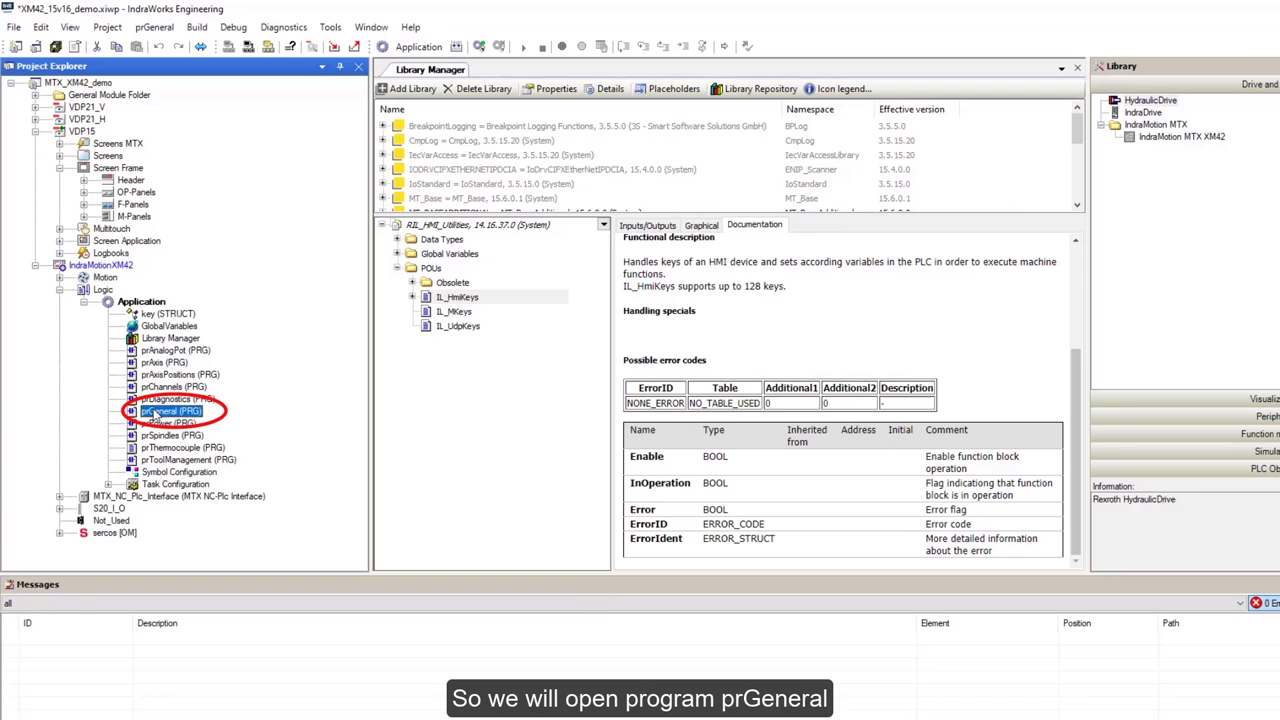 *XM42_15v16_demo.xiwp - IndraWorks Engineering
File Edit View Project prGeneral Build Debug Diagnostics Tools Window Help
Application
Project Explorer
MTX_XM42_demo
General Module Folder
VDP21_V
VDP21_H
VDP15
Screens MTX
Screens
Screen Frame
Header
OP-Panels
F-Panels
M-Panels
Multitouch
Screen Application
Logbooks
IndraMotionXM42
Motion
Logic
Application
key (STRUCT)
GlobalVariables
Library Manager
prAnalogPot (PRG)
prAxis (PRG)
prAxisPositions (PRG)
prChannels (PRG)
prDiagnostics (PRG)
prGeneral (PRG)
prPower (PRG)
prSpindles (PRG)
prThermocouple (PRG)
prToolManagement (PRG)
Symbol Configuration
Task Configuration
MTX_NC_Plc_Interface (MTX NC-Plc Interface)
S20_I_O
Not_Used
sercos [OM]
Library Manager
Add Library Delete Library Properties Details Placeholders Library Repository Icon legend...
Name Namespace Effective version
BreakpointLogging = Breakpoint Logging Functions, 3.5.5.0 (3S - Smart Software Solutions GmbH) BPLog 3.5.5.0
CmpLog = CmpLog, 3.5.15.20 (System) CmpLog 3.5.15.20
IecVarAccess = IecVarAccess, 3.5.15.20 (System) IecVarAccessLibrary 3.5.15.20
IODRVCIFXETHERNETIPDCIA = IoDrvCIFXEtherNetIPDCIA, 15.4.0.0 (System) ENIP_Scanner 15.4.0.0
IoStandard = IoStandard, 3.5.15.0 (System) IoStandard 3.5.15.0
MT_Base = MT_Base, 15.6.0.1 (System) MT_Base 15.6.0.1
RIL_HMI_Utilities, 14.16.37.0 (System)
Data Types
Global Variables
POUs
Obsolete
IL_HmiKeys
IL_MKeys
IL_UdpKeys
Inputs/Outputs Graphical Documentation
Functional description
Handles keys of an HMI device and sets according variables in the PLC in order to execute machine
functions.
IL_HmiKeys supports up to 128 keys.
Handling specials
Possible error codes
ErrorID Table Additional1 Additional2 Description
NONE_ERROR NO_TABLE_USED 0 0 -
Name Type Inherited from Address Initial Comment
Enable BOOL Enable function block
operation
InOperation BOOL Flag indicationg that function
block is in operation
Error BOOL Error flag
ErrorID ERROR_CODE Error code
ErrorIdent ERROR_STRUCT More detailed information
about the error
Library
Drive and
HydraulicDrive
IndraDrive
IndraMotion MTX
IndraMotion MTX XM42
Visualiz
Periph
Function m
Simula
PLC Ob
Information:
Rexroth HydraulicDrive
Messages
all
0 Er
ID Description Element Position Path
So we will open program prGeneral